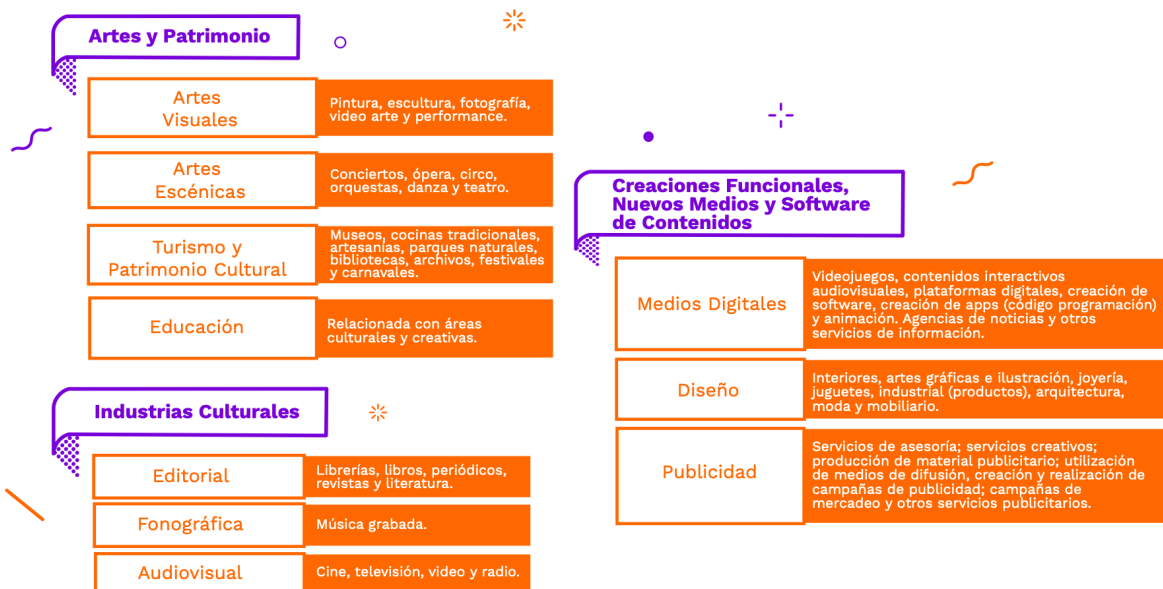 Artes y Patrimonio
Artes
Visuales
Pintura, escultura, fotografía,
video arte y performance.
Artes
Escénicas
Conciertos, ópera, circo,
orquestas, danza y teatro.
Turismo y
Patrimonio Cultural
Museos, cocinas tradicionales,
artesanías, parques naturales,
bibliotecas, archivos, festivales
y carnavales.
Educación
Relacionada con áreas
culturales y creativas.
Industrias Culturales
Editorial
Librerías, libros, periódicos,
revistas y literatura.
Fonográfica
Música grabada.
Audiovisual
Cine, televisión, video y radio.
Creaciones Funcionales,
Nuevos Medios y Software
de Contenidos
Medios Digitales
Videojuegos, contenidos interactivos
audiovisuales, plataformas digitales, creación de
software, creación de apps (código programación)
y animación. Agencias de noticias y otros
servicios de información.
Diseño
Interiores, artes gráficas e ilustración, joyería,
juguetes, industrial (productos), arquitectura,
moda y mobiliario.
Publicidad
Servicios de asesoría; servicios creativos;
producción de material publicitario; utilización
de medios de difusión, creación y realización de
campañas de publicidad; campañas de
mercadeo y otros servicios publicitarios.